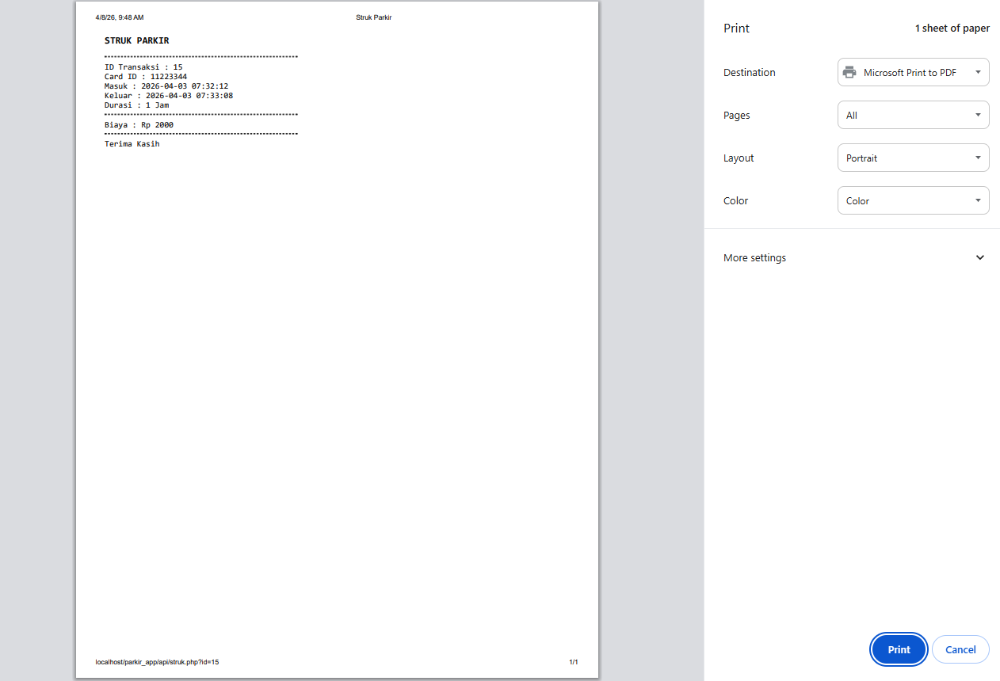 4/8/26, 9:48 AM
Struk Parkir
STRUK PARKIR
ID Transaksi : 15
Card ID : 11223344
Masuk : 2026-04-03 07:32:12
Keluar : 2026-04-03 07:33:08
Durasi : 1 Jam
Biaya : Rp 2000
Terima Kasih
localhost/parkir_app/api/struk.php?id=15
1/1
Print
1 sheet of paper
Destination
Microsoft Print to PDF
Pages
All
Layout
Portrait
Color
Color
More settings
Print
Cancel